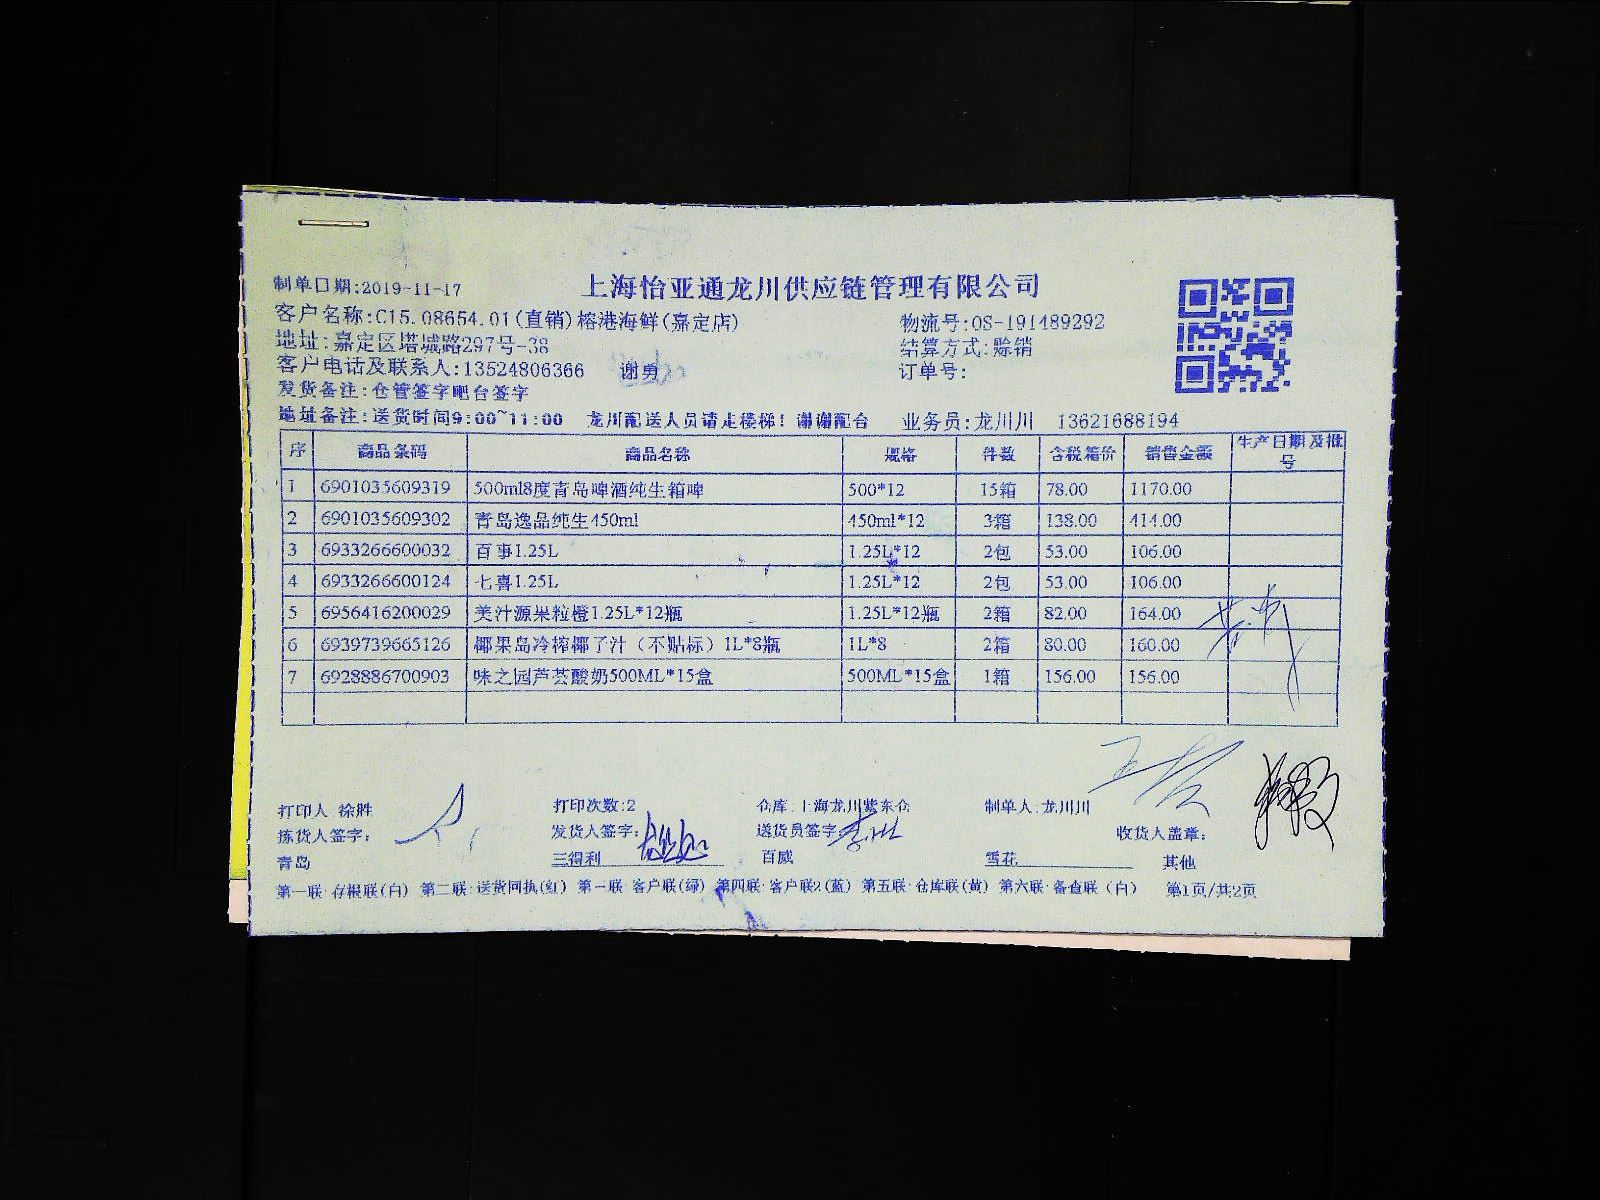 上海怡亚通龙川供应链管理有限公司
制单日期:2019-11-17
客户名称:C15.08654.01(直销)榕港海鲜(嘉定店) 物流号:OS-191489292
地址:嘉定区塔城路297号-38 结算方式:赊销
客户电话及联系人:13524806366 谢勇 订单号:
发货备注:仓管签字吧台签字
地址备注:送货时间9:00~11:00 龙川配送人员请走楼梯!谢谢配合 业务员:龙川川 13621688194
序 商品条码 商品名称 规格 件数 含税箱价 销售金额 生产日期及批号
1 6901035609319 500ml8度青岛啤酒纯生箱啤 500*12 15箱 78.00 1170.00
2 6901035609302 青岛逸品纯生450ml 450ml*12 3箱 138.00 414.00
3 6933266600032 百事1.25L 1.25L*12 2包 53.00 106.00
4 6933266600124 七喜1.25L 1.25L*12 2包 53.00 106.00
5 6956416200029 美汁源果粒橙1.25L*12瓶 1.25L*12瓶 2箱 82.00 164.00
6 6939739665126 椰果岛冷榨椰子汁（不贴标）1L*8瓶 1L*8 2箱 80.00 160.00
7 6928886700903 味之园芦荟酸奶500ML*15盒 500ML*15盒 1箱 156.00 156.00
打印人:徐胜 打印次数:2 仓库:上海龙川紫东仓 制单人:龙川川
拣货人签字: 发货人签字: 送货员签字: 收货人盖章:
青岛 三得利 百威 雪花 其他
第一联:存根联(白) 第二联:送货回执(红) 第三联:客户联(绿) 第四联:客户联2(蓝) 第五联:仓库联(黄) 第六联:备查联（白） 第1页/共2页